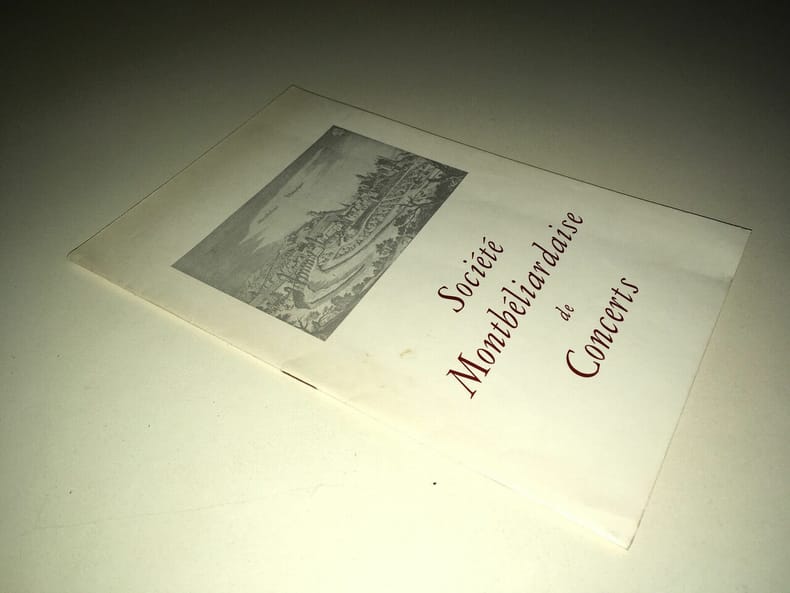 Société
Montbéliardaise
de
Concerts